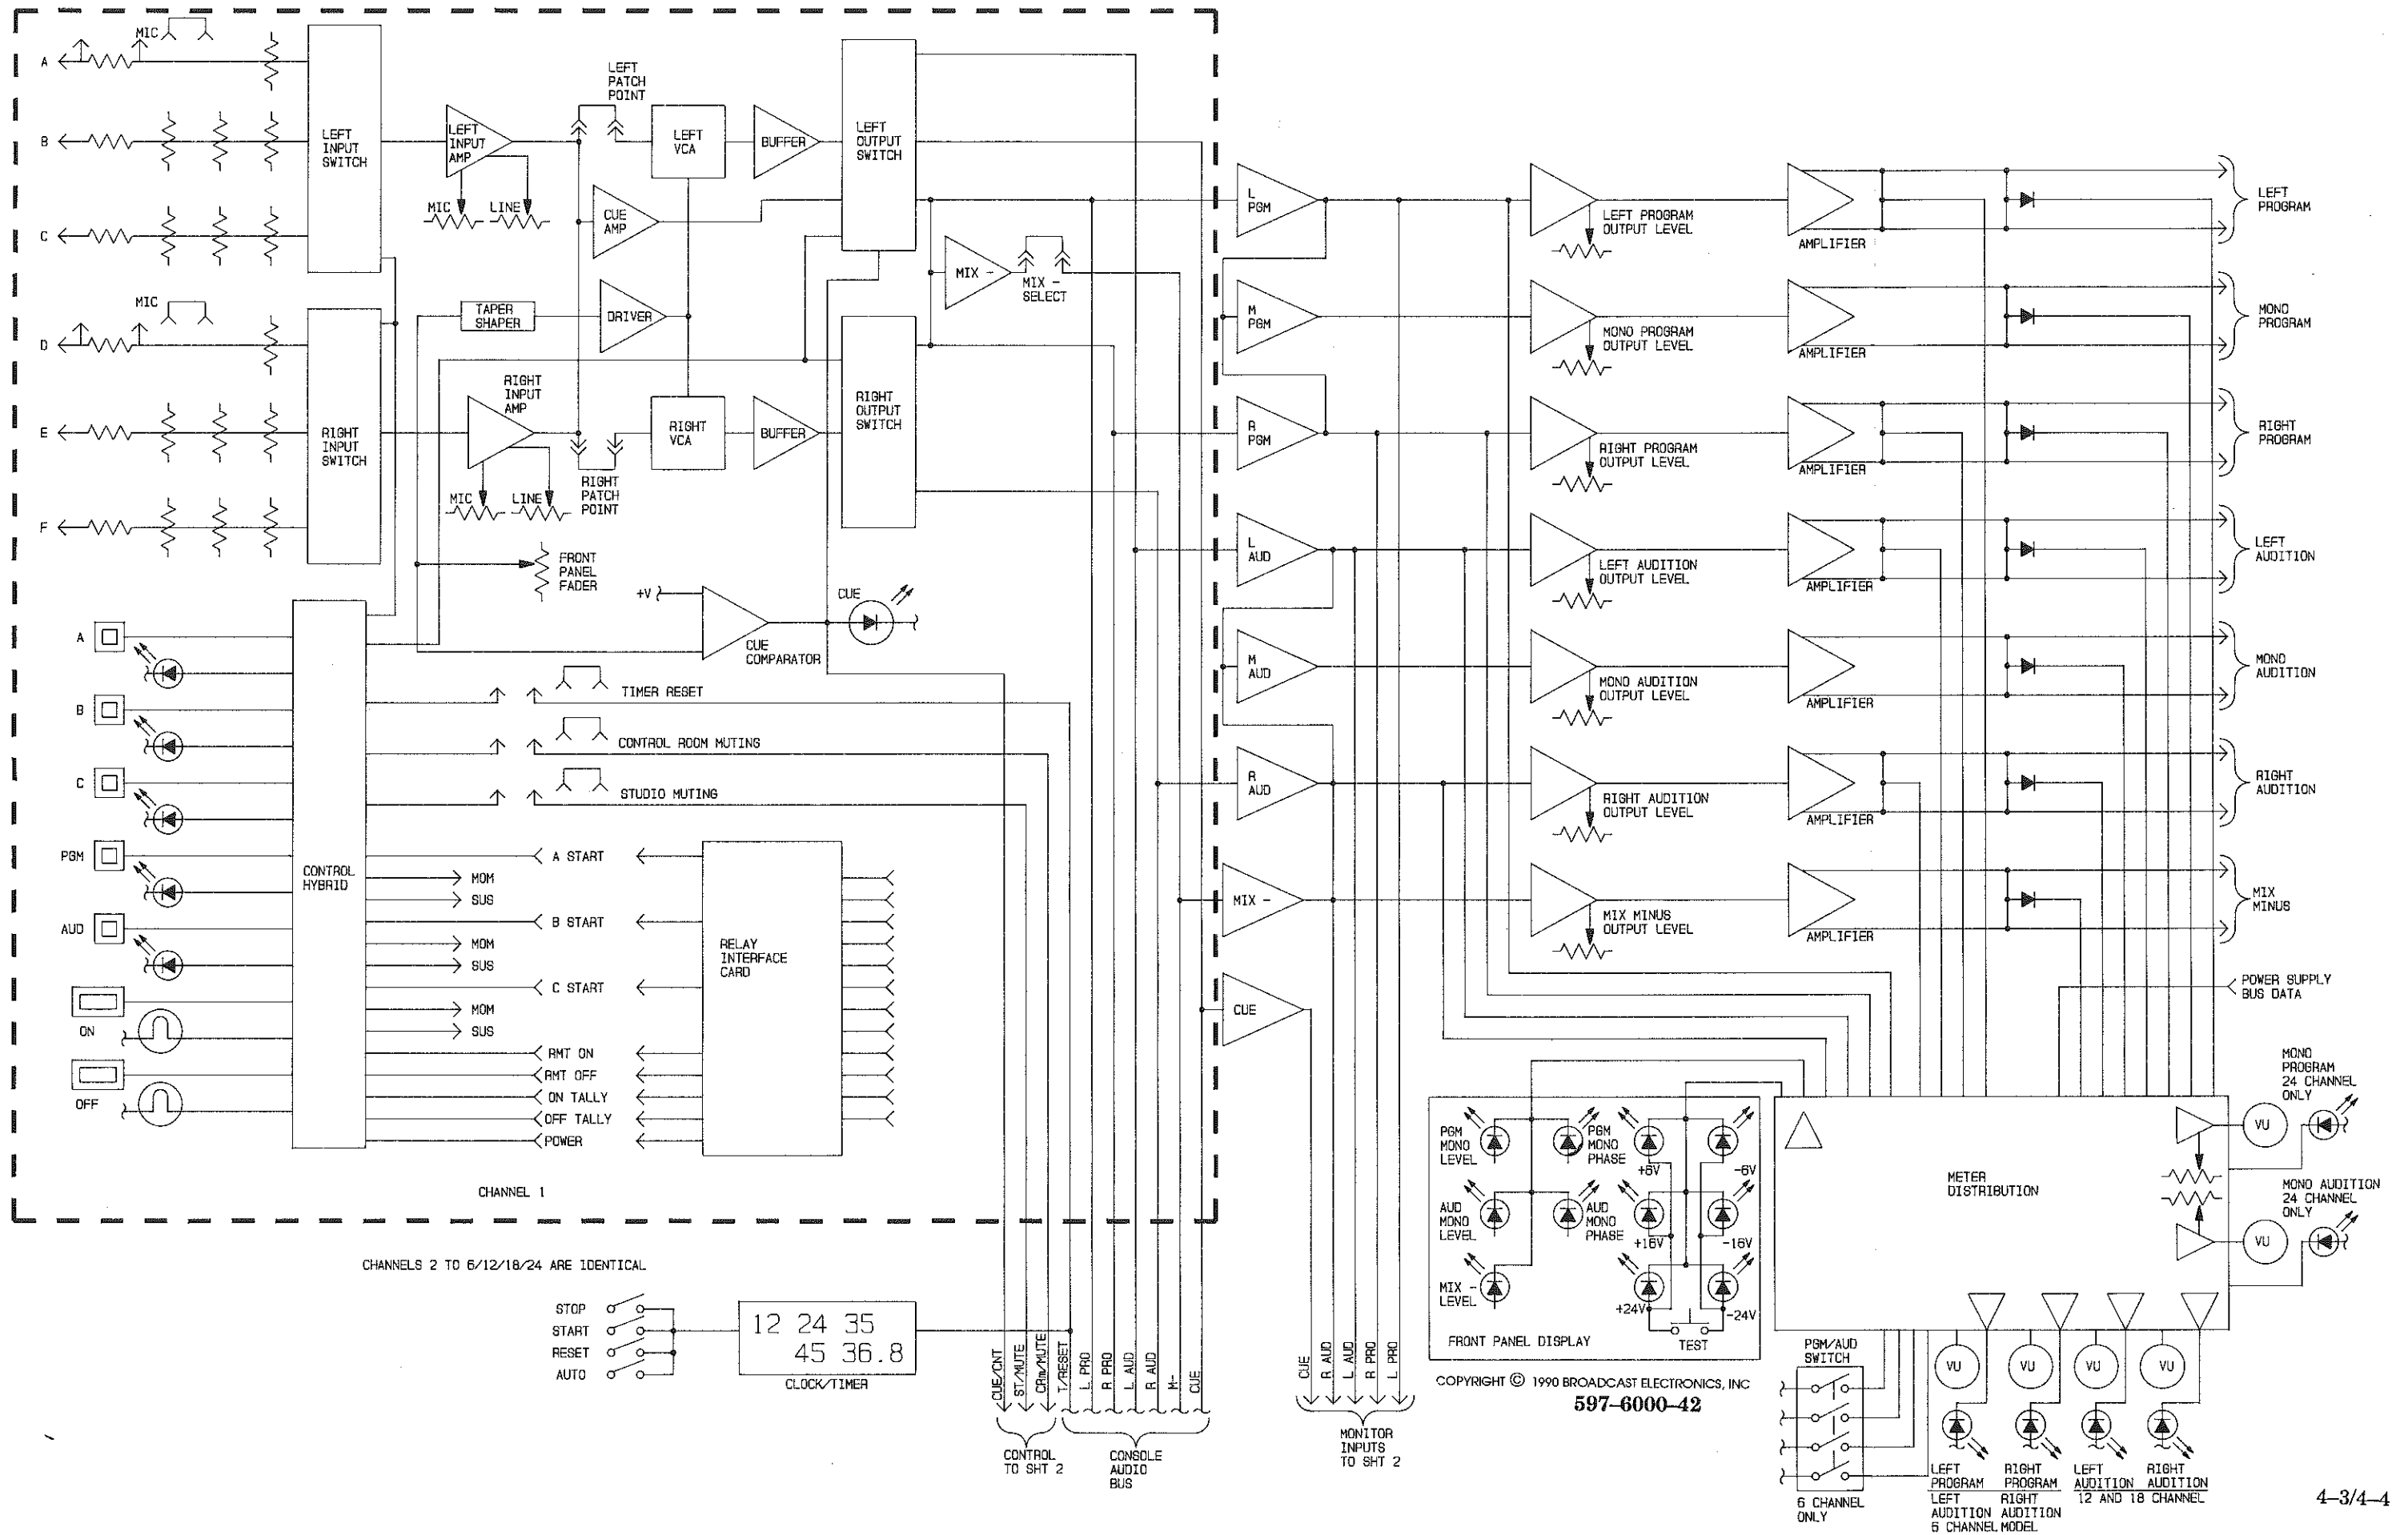 MIC
A
B
C
LEFT
INPUT
SWITCH
LEFT
INPUT
AMP
MIC
LINE
LEFT
PATCH
POINT
LEFT
VCA
BUFFER
LEFT
OUTPUT
SWITCH
CUE
AMP
MIX -
MIX -
SELECT
MIC
D
E
F
RIGHT
INPUT
SWITCH
TAPER
SHAPER
DRIVER
RIGHT
INPUT
AMP
MIC
LINE
RIGHT
PATCH
POINT
RIGHT
VCA
BUFFER
RIGHT
OUTPUT
SWITCH
FRONT
PANEL
FADER
+V
CUE
CUE
COMPARATOR
A
B
C
PGM
AUD
ON
OFF
CONTROL
HYBRID
TIMER RESET
CONTROL ROOM MUTING
STUDIO MUTING
A START
MOM
SUS
B START
MOM
SUS
C START
MOM
SUS
RMT ON
RMT OFF
ON TALLY
OFF TALLY
POWER
RELAY
INTERFACE
CARD
CHANNEL 1
CHANNELS 2 TO 6/12/18/24 ARE IDENTICAL
STOP
START
RESET
AUTO
12 24 35
45 36.8
CLOCK/TIMER
CUE/CNT
ST/MUTE
CRm/MUTE
T/RESET
L PRO
R PRO
L AUD
R AUD
M-
CUE
CONTROL
TO SHT 2
CONSOLE
AUDIO
BUS
L
PGM
M
PGM
R
PGM
L
AUD
M
AUD
R
AUD
MIX -
CUE
CUE
R AUD
L AUD
R PRO
L PRO
MONITOR
INPUTS
TO SHT 2
LEFT PROGRAM
OUTPUT LEVEL
AMPLIFIER
LEFT
PROGRAM
MONO PROGRAM
OUTPUT LEVEL
AMPLIFIER
MONO
PROGRAM
RIGHT PROGRAM
OUTPUT LEVEL
AMPLIFIER
RIGHT
PROGRAM
LEFT AUDITION
OUTPUT LEVEL
AMPLIFIER
LEFT
AUDITION
MONO AUDITION
OUTPUT LEVEL
AMPLIFIER
MONO
AUDITION
RIGHT AUDITION
OUTPUT LEVEL
AMPLIFIER
RIGHT
AUDITION
MIX MINUS
OUTPUT LEVEL
AMPLIFIER
MIX
MINUS
POWER SUPPLY
BUS DATA
PGM
MONO
LEVEL
PGM
MONO
PHASE
AUD
MONO
LEVEL
AUD
MONO
PHASE
MIX -
LEVEL
+6V
-6V
+16V
-16V
+24V
-24V
TEST
FRONT PANEL DISPLAY
COPYRIGHT © 1990 BROADCAST ELECTRONICS, INC
597-6000-42
METER
DISTRIBUTION
VU
MONO
PROGRAM
24 CHANNEL
ONLY
VU
MONO AUDITION
24 CHANNEL
ONLY
PGM/AUD
SWITCH
6 CHANNEL
ONLY
VU
VU
VU
VU
LEFT
PROGRAM
RIGHT
PROGRAM
LEFT
AUDITION
RIGHT
AUDITION
LEFT
AUDITION
RIGHT
AUDITION
6 CHANNEL MODEL
12 AND 18 CHANNEL
4-3/4-4